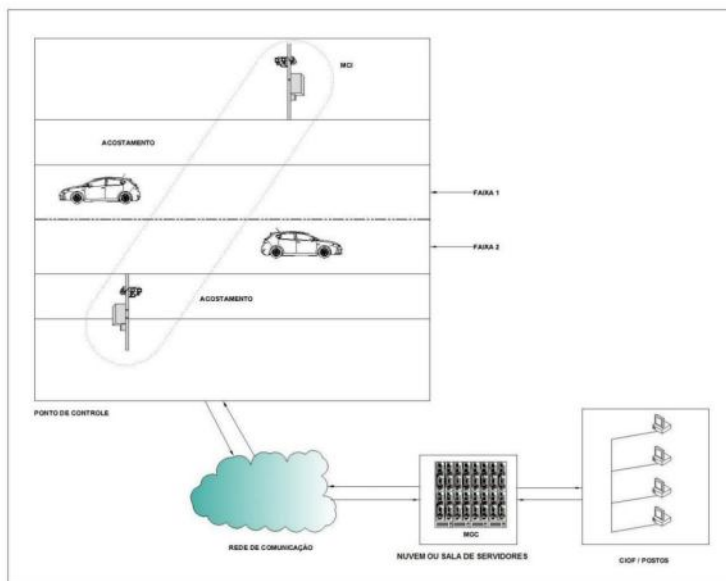 MCI
ACOSTAMENTO
FAIXA 1
FAIXA 2
ACOSTAMENTO
PONTO DE CONTROLE
REDE DE COMUNICAÇÃO
MGC
NUVEM OU SALA DE SERVIDORES
CIOF / POSTOS